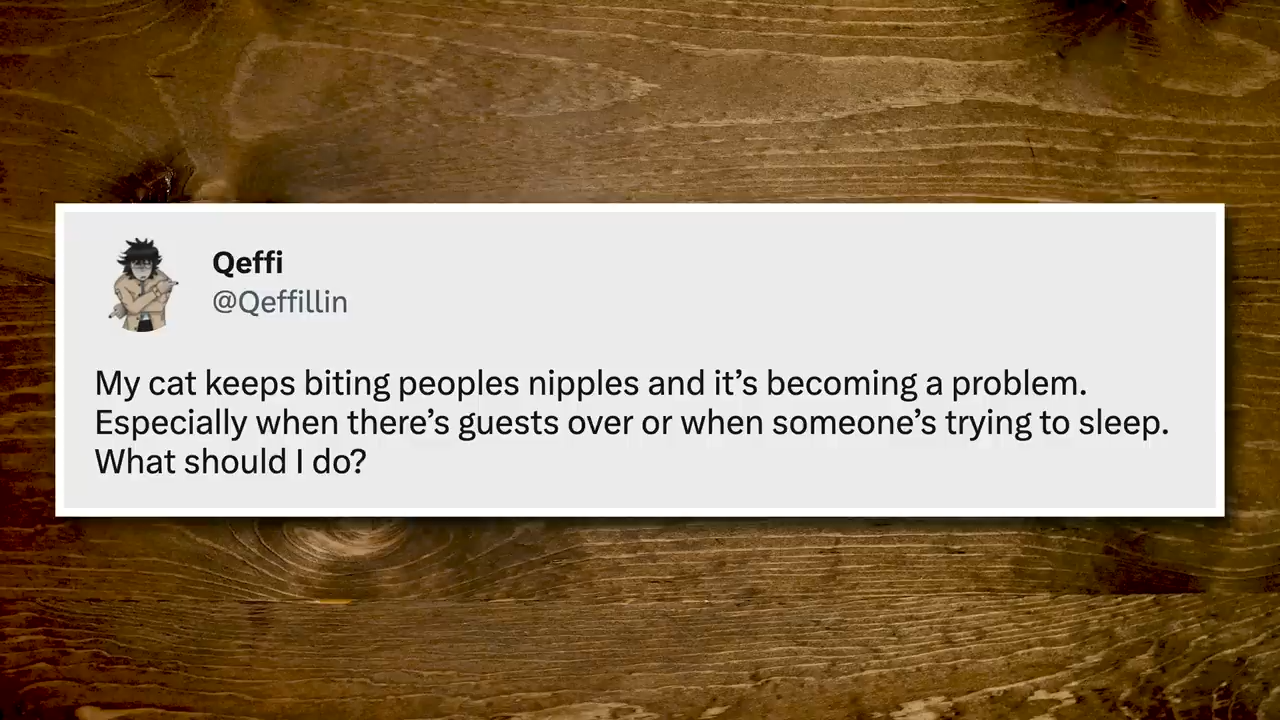 Qeffi
@Qeffillin
My cat keeps biting peoples nipples and it’s becoming a problem.
Especially when there’s guests over or when someone’s trying to sleep.
What should I do?